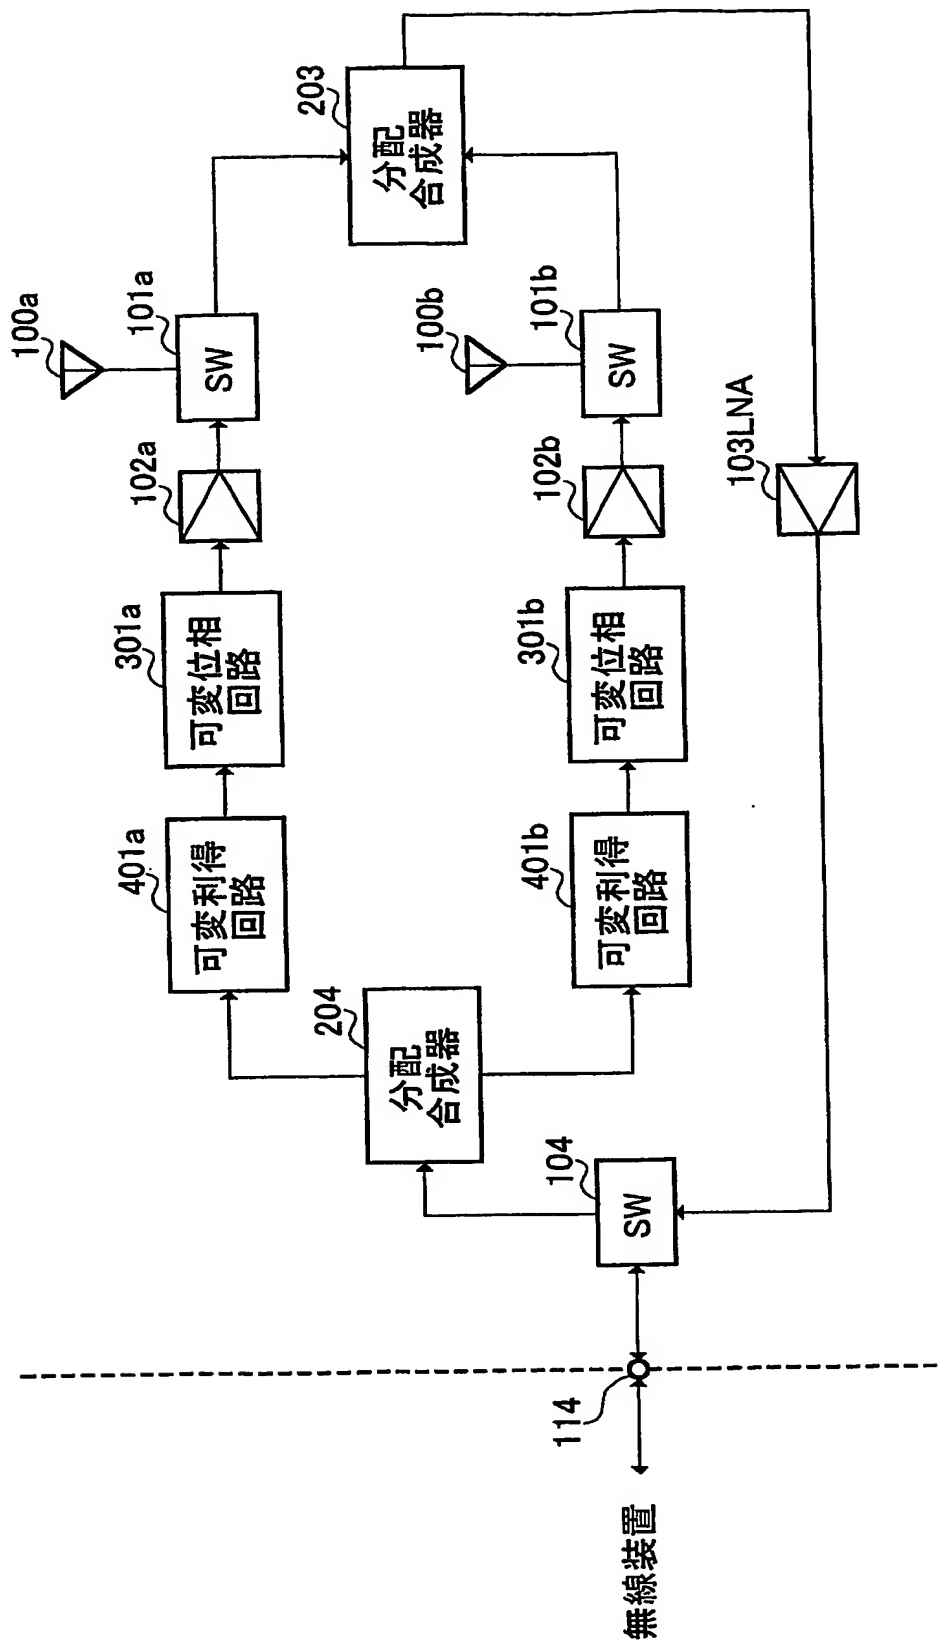 100a
101a
SW
102a
301a
可変位相
回路
401a
可変利得
回路
203
分配
合成器
204
分配
合成器
100b
101b
SW
102b
301b
可変位相
回路
401b
可変利得
回路
103LNA
104
SW
114
無線装置